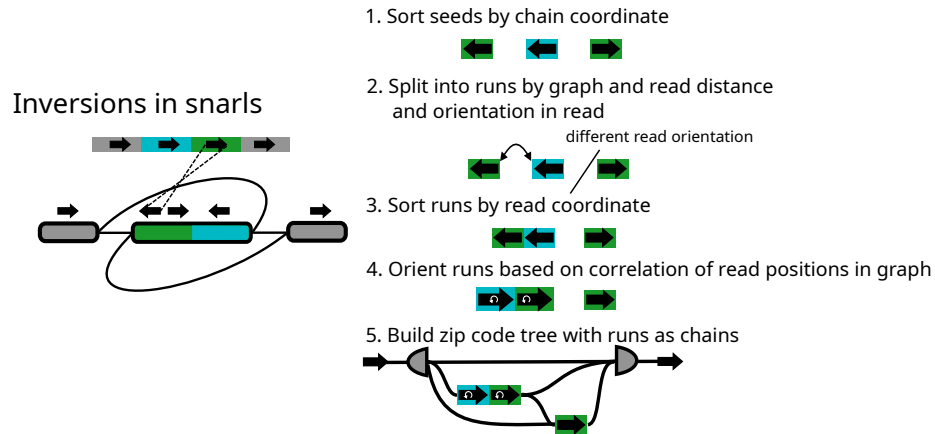 Inversions in snarls
1. Sort seeds by chain coordinate
2. Split into runs by graph and read distance
and orientation in read
different read orientation
3. Sort runs by read coordinate
4. Orient runs based on correlation of read positions in graph
5. Build zip code tree with runs as chains